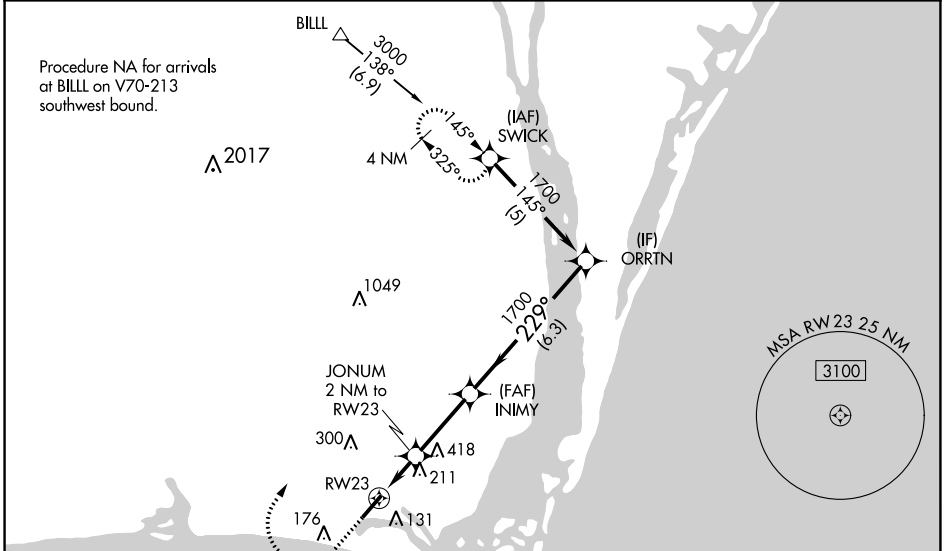 BILLL
3000
138°
(6.9)
Procedure NA for arrivals
at BILLL on V70-213
southwest bound.
(IAF)
SWICK
145°
4 NM
325°
2017
1700
145°
(5)
(IF)
ORRTN
1049
1700
229°
(6.3)
MSA RW23 25 NM
3100
JONUM
2 NM to
RW23
(FAF)
INIMY
300
418
211
RW23
176
131